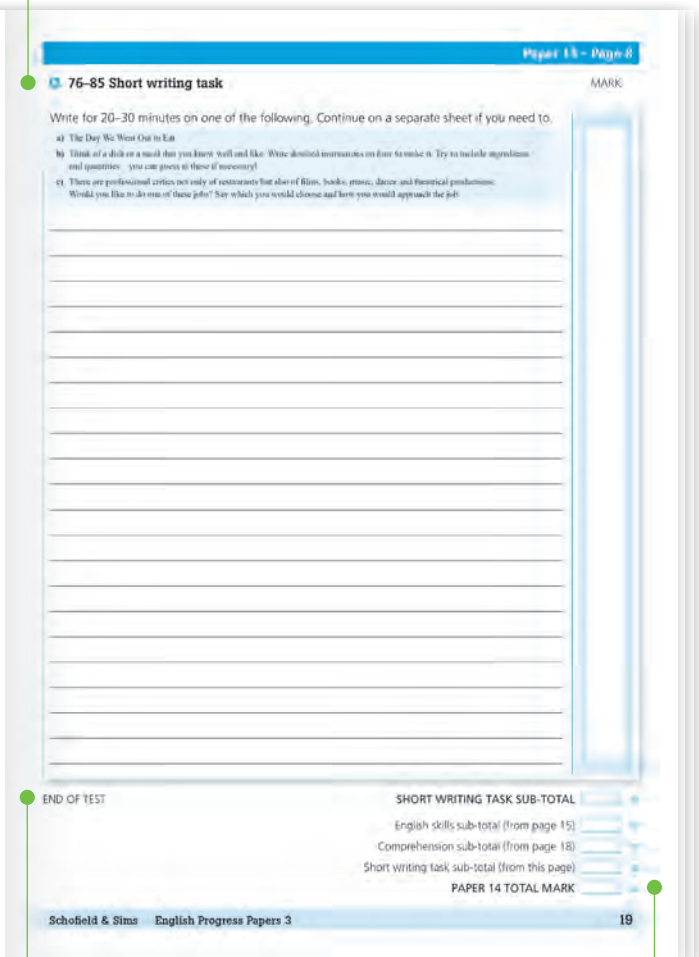 Page 8
76–85 Short writing task
MARK
Write for 20–30 minutes on one of the following. Continue on a separate sheet if you need to.
a) The Day We Went Out to Eat
b) Think of a dish or a meal that you know well and like. Write detailed instructions on how to make it. Try to include ingredients
and quantities – you can guess at these if necessary!
c) There are professional critics not only of restaurants but also of films, books, music, dance and theatrical productions.
Would you like to do one of these jobs? Say which you would choose and how you would approach the job.
END OF TEST
SHORT WRITING TASK SUB-TOTAL
English skills sub-total (from page 15)
Comprehension sub-total (from page 18)
Short writing task sub-total (from this page)
PAPER 14 TOTAL MARK
Schofield & Sims English Progress Papers 3
19